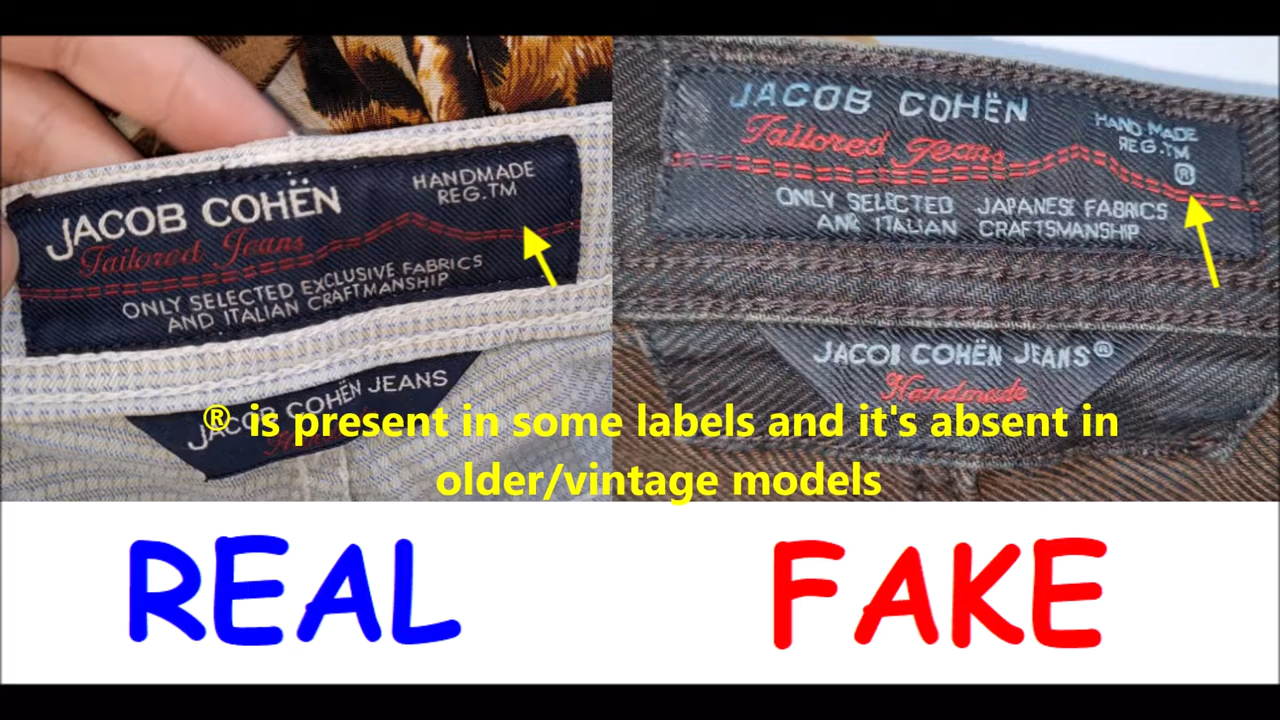 JACOB COHËN
Tailored Jeans
HANDMADE
REG.TM
ONLY SELECTED EXCLUSIVE FABRICS
AND ITALIAN CRAFTMANSHIP
JACOB COHËN JEANS
JACOB COHËN
Tailored Jeans
HAND MADE
REG.TM
®
ONLY SELECTED JAPANESE FABRICS
AND ITALIAN CRAFTSMANSHIP
JACOB COHËN JEANS®
Handmade
® is present in some labels and it's absent in
older/vintage models
REAL
FAKE